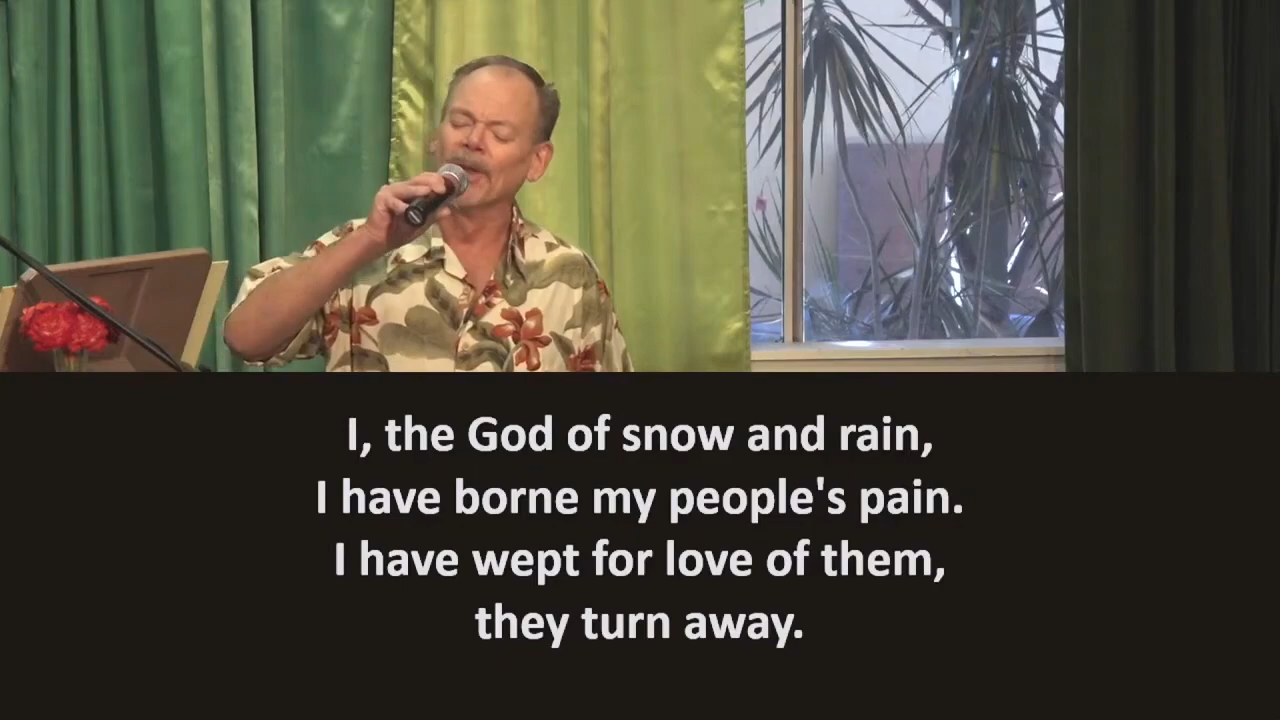 I, the God of snow and rain,
I have borne my people's pain.
I have wept for love of them,
they turn away.